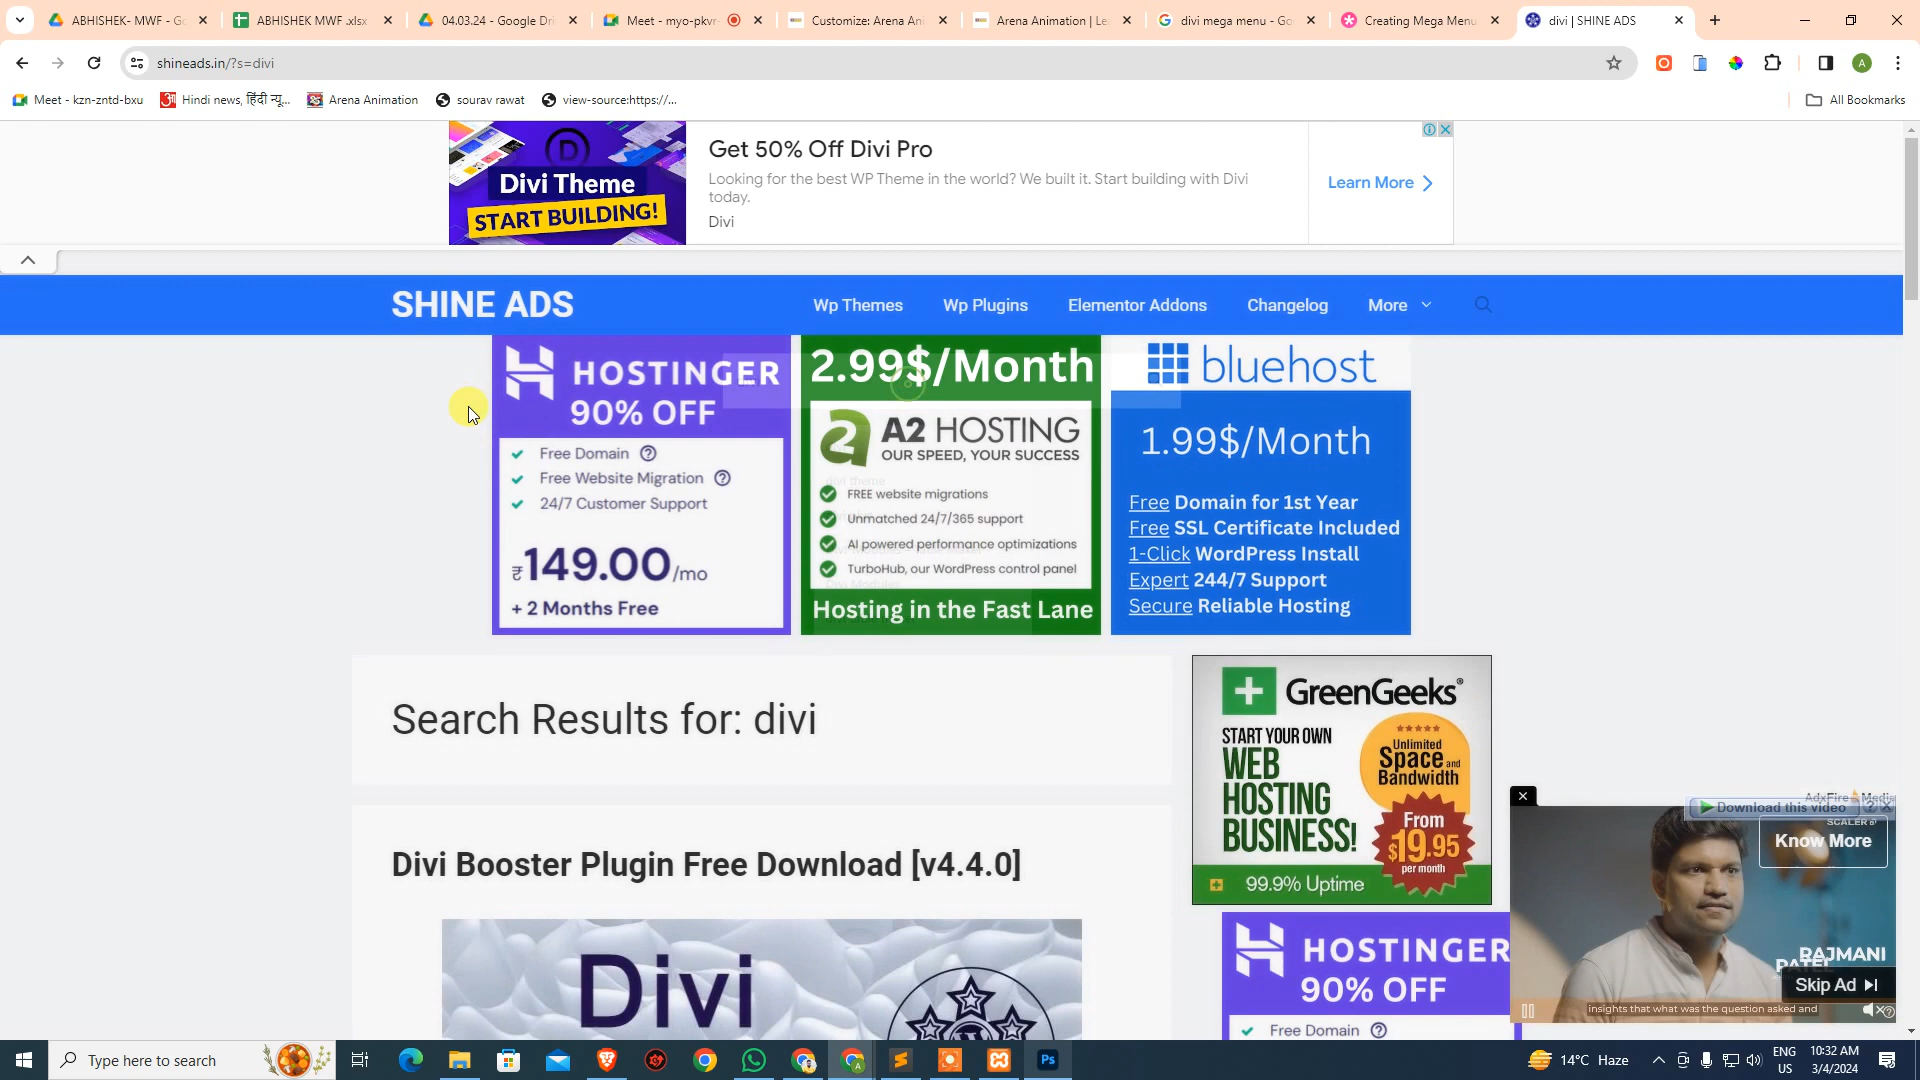 ABHISHEK- MWF - Go
ABHISHEK MWF .xlsx
04.03.24 - Google Dri
Meet - myo-pkvr-
Customize: Arena Ani
Arena Animation | Le
divi mega menu - Go
Creating Mega Menu
divi | SHINE ADS
shineads.in/?s=divi
A
Meet - kzn-zntd-bxu
Hindi news, हिंदी न्यू...
Arena Animation
sourav rawat
view-source:https://...
All Bookmarks
Divi Theme
START BUILDING!
Get 50% Off Divi Pro
Looking for the best WP Theme in the world? We built it. Start building with Divi
today.
Divi
Learn More
SHINE ADS
Wp Themes
Wp Plugins
Elementor Addons
Changelog
More
HOSTINGER
90% OFF
Free Domain
Free Website Migration
24/7 Customer Support
₹149.00/mo
+ 2 Months Free
2.99$/Month
A2 HOSTING
OUR SPEED, YOUR SUCCESS
FREE website migrations
Unmatched 24/7/365 support
AI powered performance optimizations
TurboHub, our WordPress control panel
Hosting in the Fast Lane
bluehost
1.99$/Month
Free Domain for 1st Year
Free SSL Certificate Included
1-Click WordPress Install
Expert 244/7 Support
Secure Reliable Hosting
Search Results for: divi
Divi Booster Plugin Free Download [v4.4.0]
Divi
GreenGeeks®
START YOUR OWN
WEB
HOSTING
BUSINESS!
Unlimited
Space and
Bandwidth
From
$19.95
per month
99.9% Uptime
HOSTINGER
90% OFF
Free Domain
AdxFire Media
Download this video
SCALER
Know More
RAJMANI
PATEL
Skip Ad
insights that what was the question asked and
Type here to search
Ps
14°C Haze
ENG
US
10:32 AM
3/4/2024